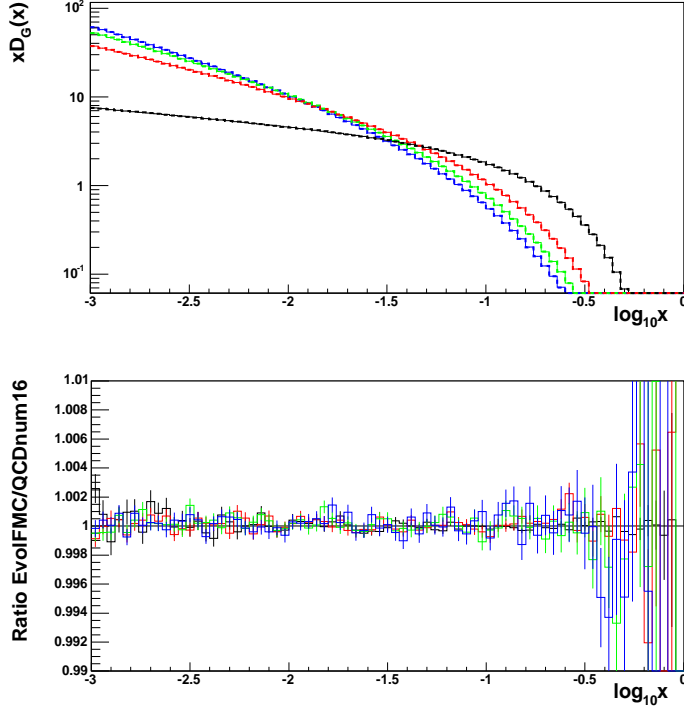 xD_G(x)
10²
10
1
10⁻¹
-3 -2.5 -2 -1.5 -1 -0.5 0
log₁₀x
Ratio EvolFMC/QCDnum16
1.01
1.008
1.006
1.004
1.002
1
0.998
0.996
0.994
0.992
0.99
-3 -2.5 -2 -1.5 -1 -0.5 0
log₁₀x